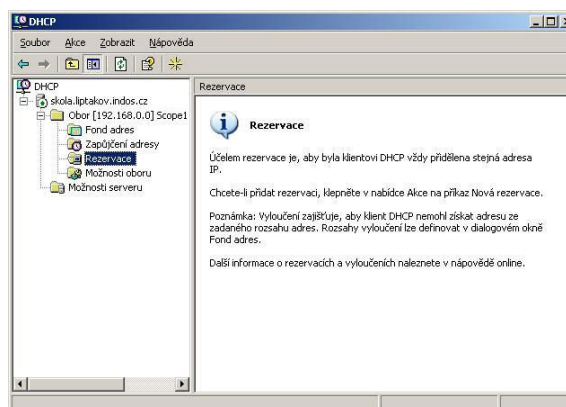 DHCP
Soubor Akce Zobrazit Nápověda
DHCP
skola.liptakov.indos.cz
Obor [192.168.0.0] Scope1
Fond adres
Zapůjčení adresy
Rezervace
Možnosti oboru
Možnosti serveru
Rezervace
Rezervace
Účelem rezervace je, aby byla klientovi DHCP vždy přidělena stejná adresa
IP.
Chcete-li přidat rezervaci, klepněte v nabídce Akce na příkaz Nová rezervace.
Poznámka: Vyloučení zajišťuje, aby klient DHCP nemohl získat adresu ze
zadaného rozsahu adres. Rozsahy vyloučení lze definovat v dialogovém okně
Fond adres.
Další informace o rezervacích a vyloučeních naleznete v nápovědě online.